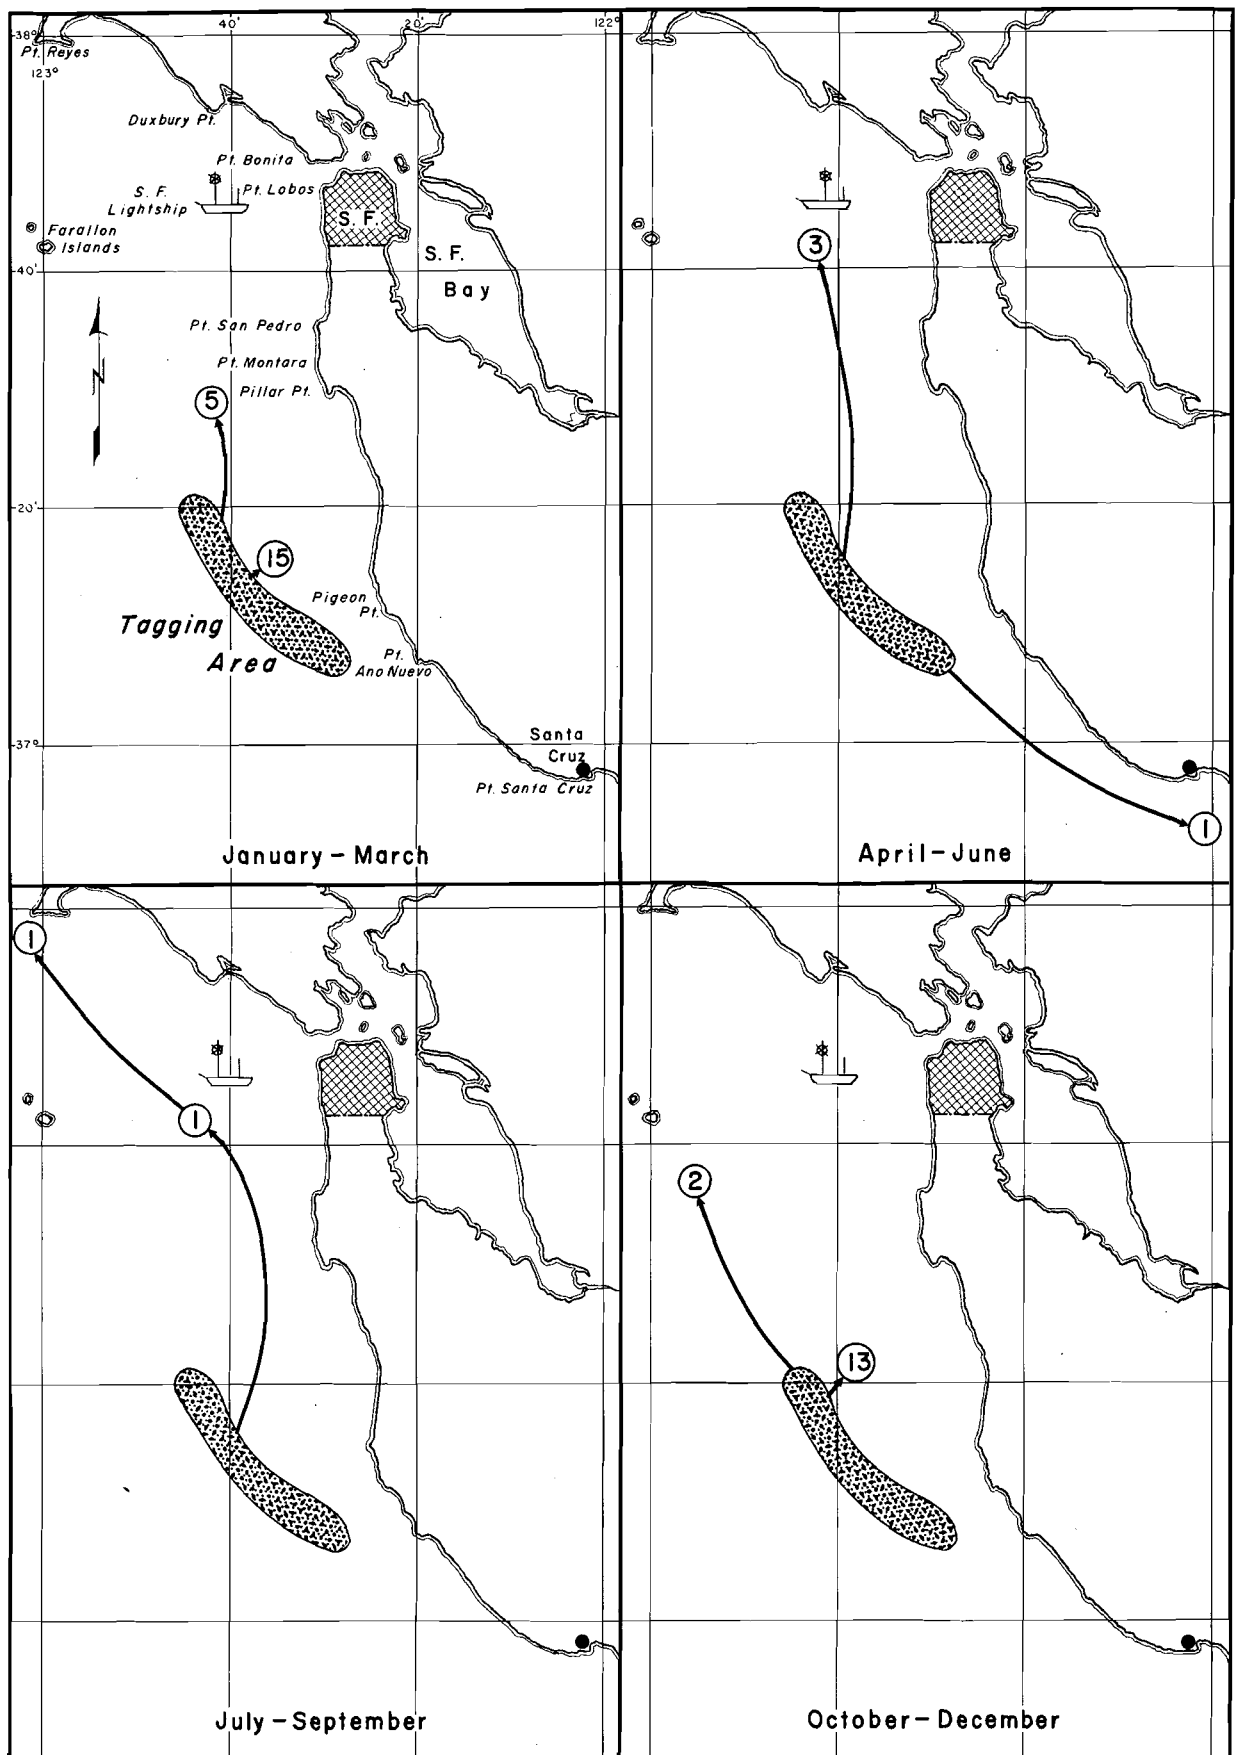 40'
20'
122°
38°
Pt. Reyes
123°
Duxbury Pt.
Pt. Bonita
S. F.
Lightship
Pt. Lobos
S. F.
Farallon
Islands
S. F.
Bay
40'
Pt. San Pedro
N
Pt. Montara
Pillar Pt.
5
20'
15
Pigeon
Pt.
Tagging
Area
Pt.
Ano Nuevo
37°
Santa
Cruz
Pt. Santa Cruz
January – March
3
1
April – June
1
1
July – September
2
13
October – December